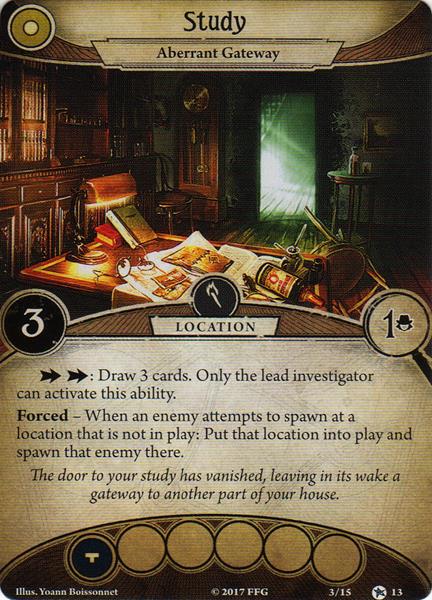 Study
Aberrant Gateway
3
LOCATION
1
: Draw 3 cards. Only the lead investigator
can activate this ability.
Forced – When an enemy attempts to spawn at a
location that is not in play: Put that location into play and
spawn that enemy there.
The door to your study has vanished, leaving in its wake a
gateway to another part of your house.
Illus. Yoann Boissonnet © 2017 FFG 3/15 13